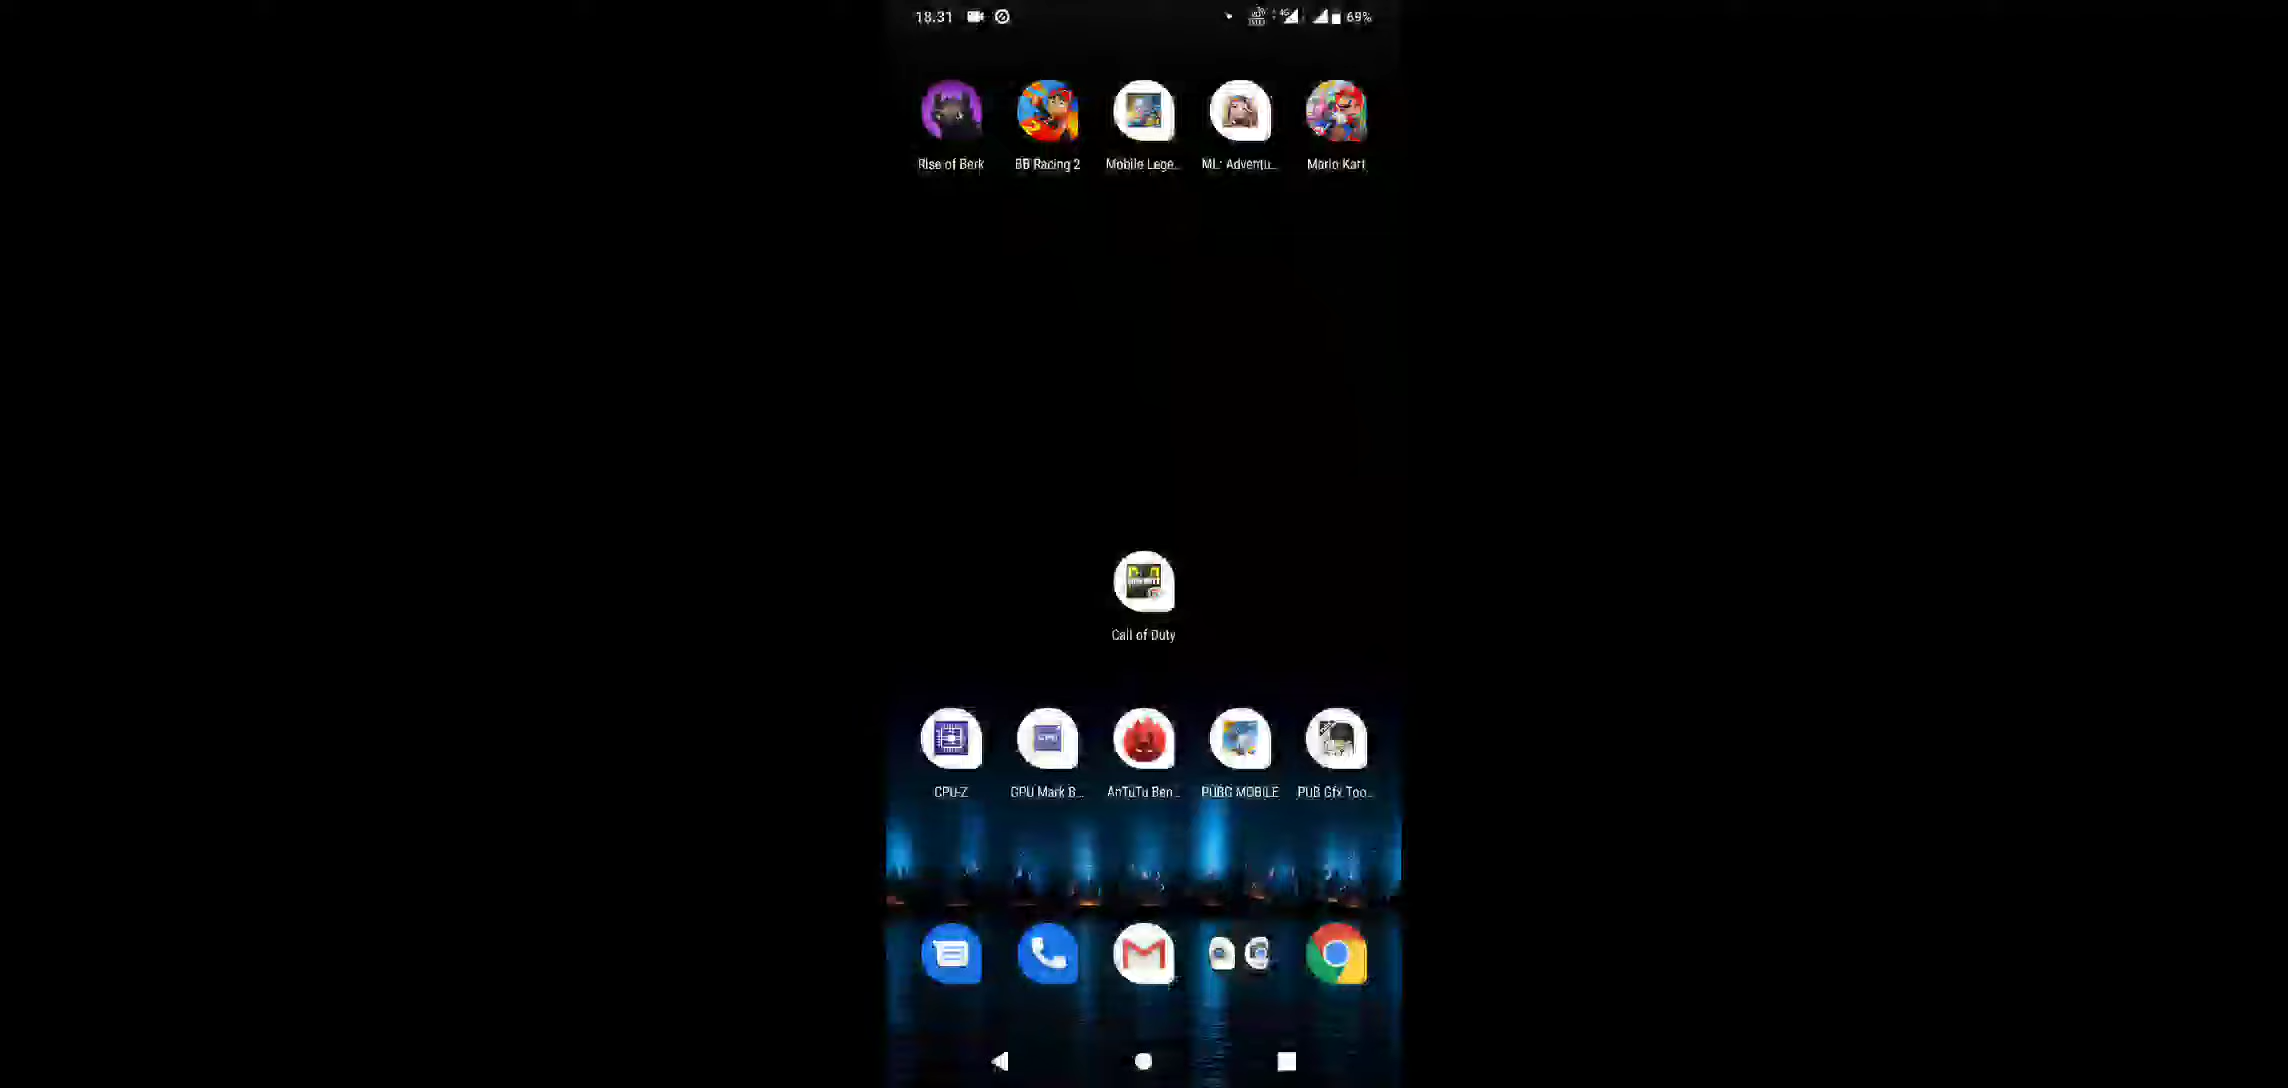 18.31 69%
Rise of Berk BB Racing 2 Mobile Lege... ML: Adventu... Mario Kart
Call of Duty
CPU-Z GPU Mark B... AnTuTu Ben... PUBG MOBILE PUB Gfx Too...